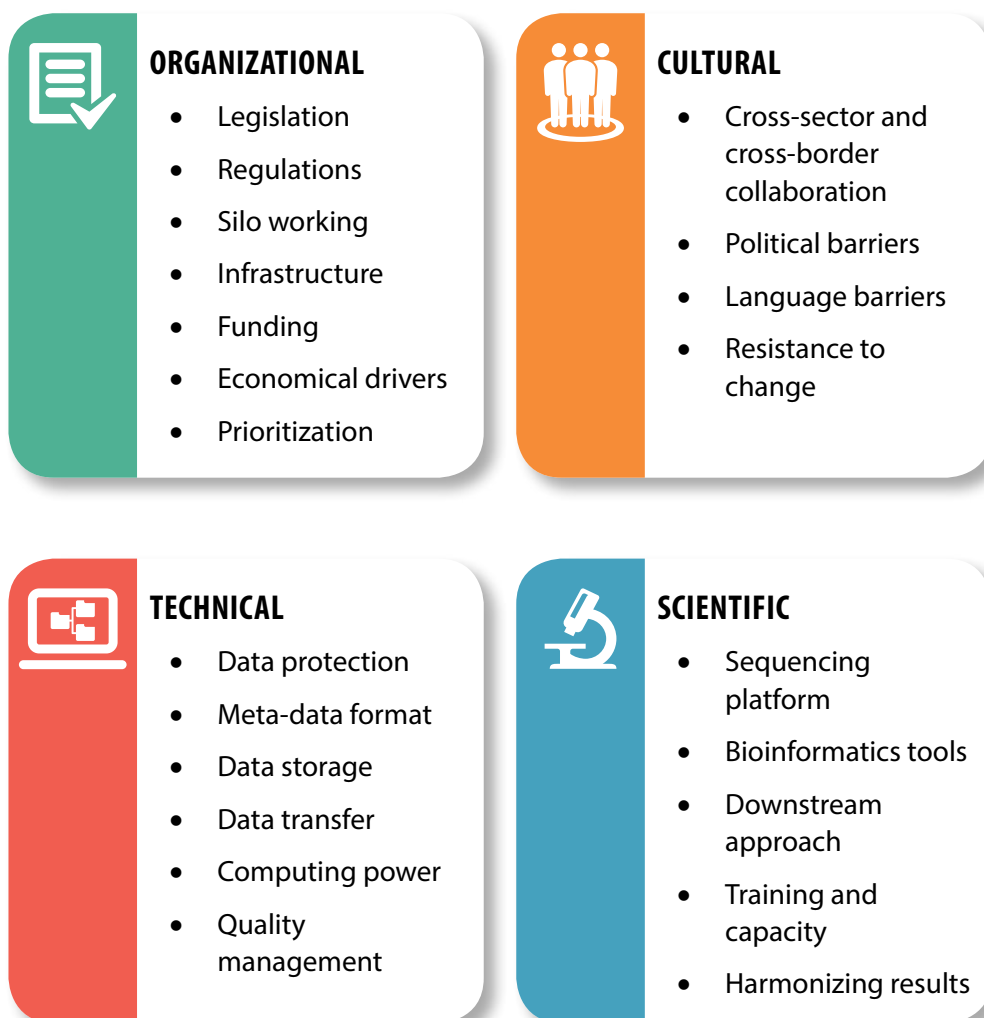 ORGANIZATIONAL
• Legislation
• Regulations
• Silo working
• Infrastructure
• Funding
• Economical drivers
• Prioritization
CULTURAL
• Cross-sector and
cross-border
collaboration
• Political barriers
• Language barriers
• Resistance to
change
TECHNICAL
• Data protection
• Meta-data format
• Data storage
• Data transfer
• Computing power
• Quality
management
SCIENTIFIC
• Sequencing
platform
• Bioinformatics tools
• Downstream
approach
• Training and
capacity
• Harmonizing results